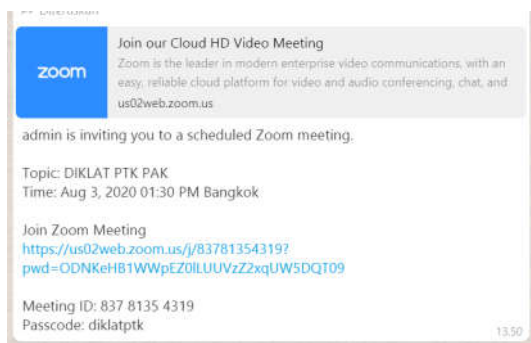 Diteruskan
Join our Cloud HD Video Meeting
zoom
Zoom is the leader in modern enterprise video communications, with an
easy, reliable cloud platform for video and audio conferencing, chat, and
us02web.zoom.us
admin is inviting you to a scheduled Zoom meeting.
Topic: DIKLAT PTK PAK
Time: Aug 3, 2020 01:30 PM Bangkok
Join Zoom Meeting
https://us02web.zoom.us/j/83781354319?
pwd=ODNKeHB1WWpEZ0lLUUVzZ2xqUW5DQT09
Meeting ID: 837 8135 4319
Passcode: diklatptk
13.50